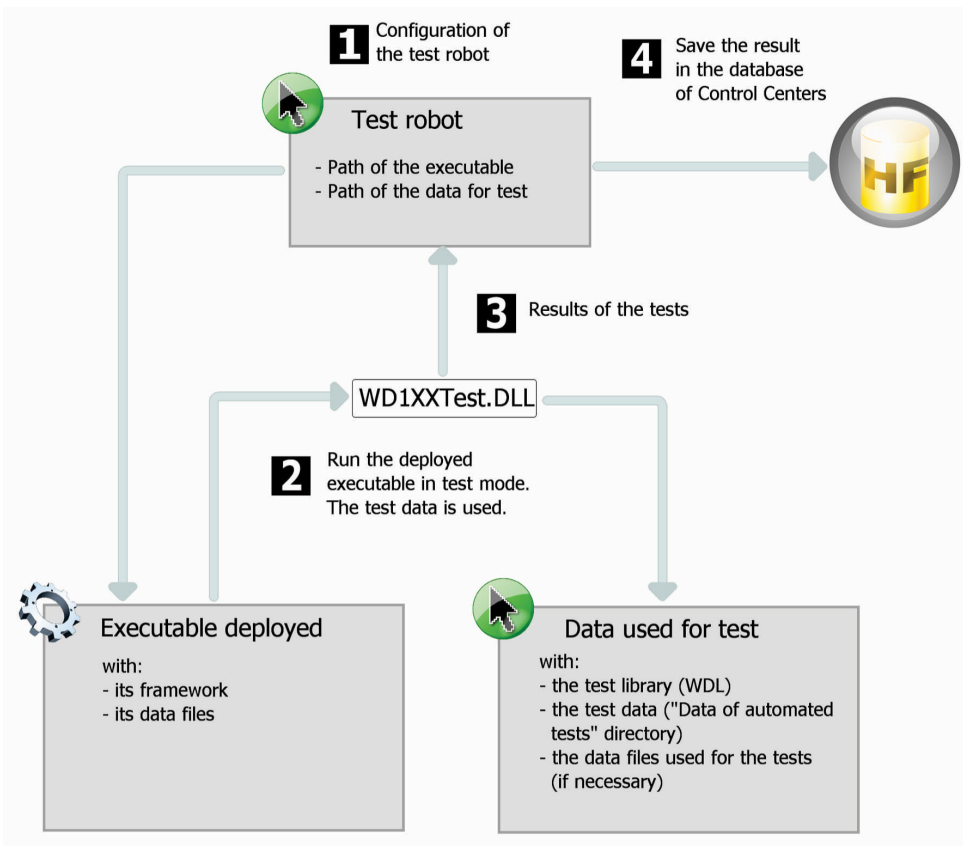 1
Configuration of
the test robot
4
Save the result
in the database
of Control Centers
Test robot
- Path of the executable
- Path of the data for test
HF
3
Results of the tests
WD1XXTest.DLL
2
Run the deployed
executable in test mode.
The test data is used.
Executable deployed
with:
- its framework
- its data files
Data used for test
with:
- the test library (WDL)
- the test data ("Data of automated
tests" directory)
- the data files used for the tests
(if necessary)